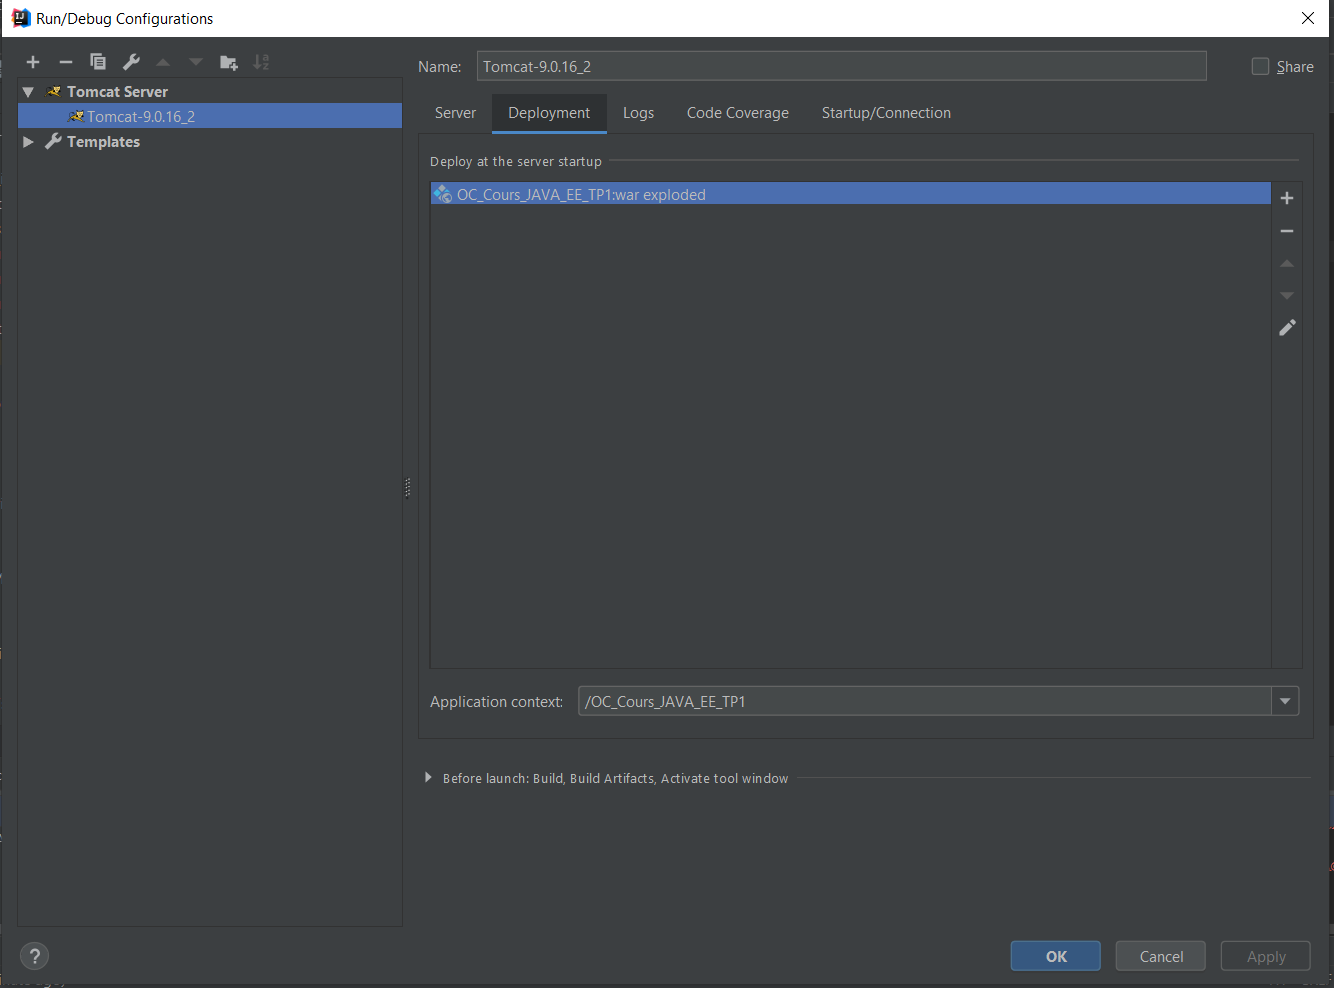 Run/Debug Configurations
Name: Tomcat-9.0.16_2 Share
Tomcat Server
Tomcat-9.0.16_2
Templates
Server Deployment Logs Code Coverage Startup/Connection
Deploy at the server startup
OC_Cours_JAVA_EE_TP1:war exploded
Application context: /OC_Cours_JAVA_EE_TP1
Before launch: Build, Build Artifacts, Activate tool window
? OK Cancel Apply